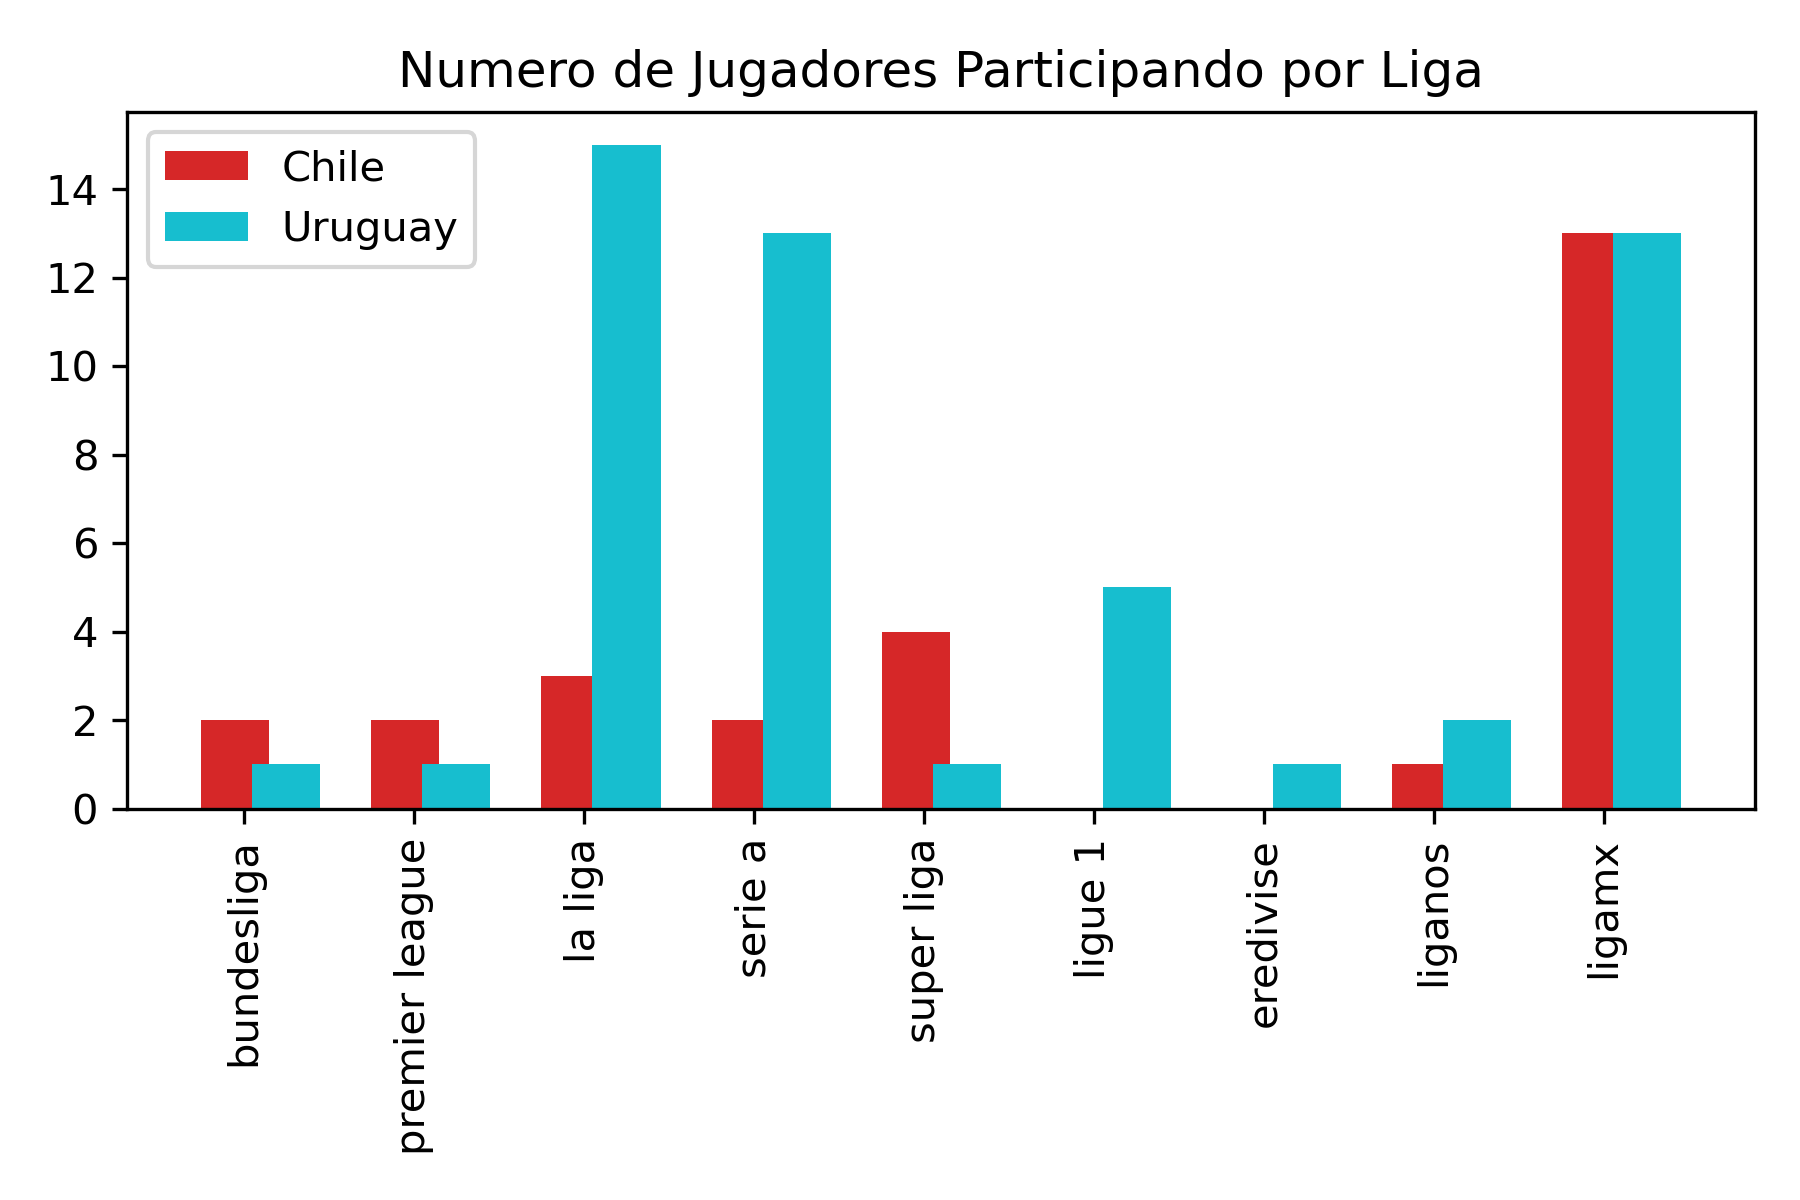 Numero de Jugadores Participando por Liga
Chile
Uruguay
14
12
10
8
6
4
2
0
bundesliga
premier league
la liga
serie a
super liga
ligue 1
eredivise
liganos
ligamx